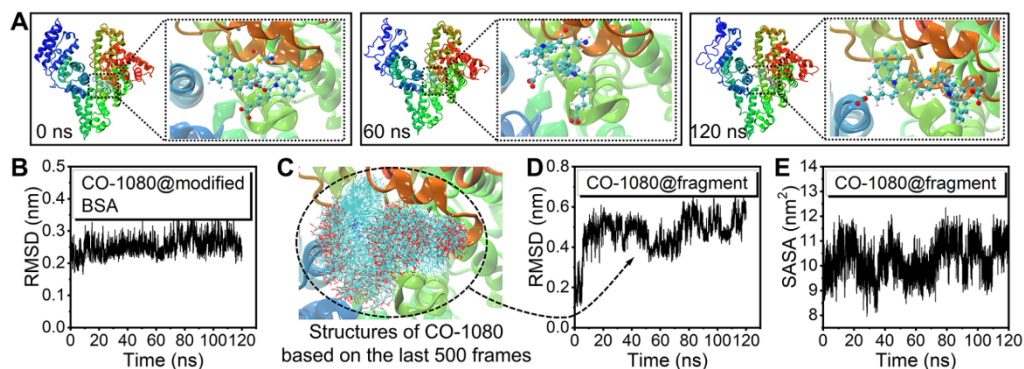 A
0 ns
60 ns
120 ns
B
RMSD (nm)
0.5
0.4
0.3
0.2
0.1
0.0
CO-1080@modified
BSA
0 20 40 60 80 100120
Time (ns)
C
Structures of CO-1080
based on the last 500 frames
D
RMSD (nm)
0.8
0.6
0.4
0.2
0.0
CO-1080@fragment
0 20 40 60 80 100 120
Time (ns)
E
SASA (nm²)
14
13
12
11
10
9
8
7
CO-1080@fragment
0 20 40 60 80 100 120
Time (ns)